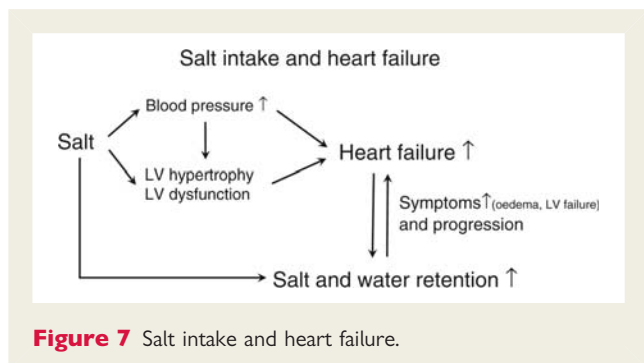 Salt intake and heart failure
Blood pressure ↑
Salt
Heart failure ↑
LV hypertrophy
LV dysfunction
Symptoms↑(oedema, LV failure)
and progression
Salt and water retention ↑
Figure 7 Salt intake and heart failure.